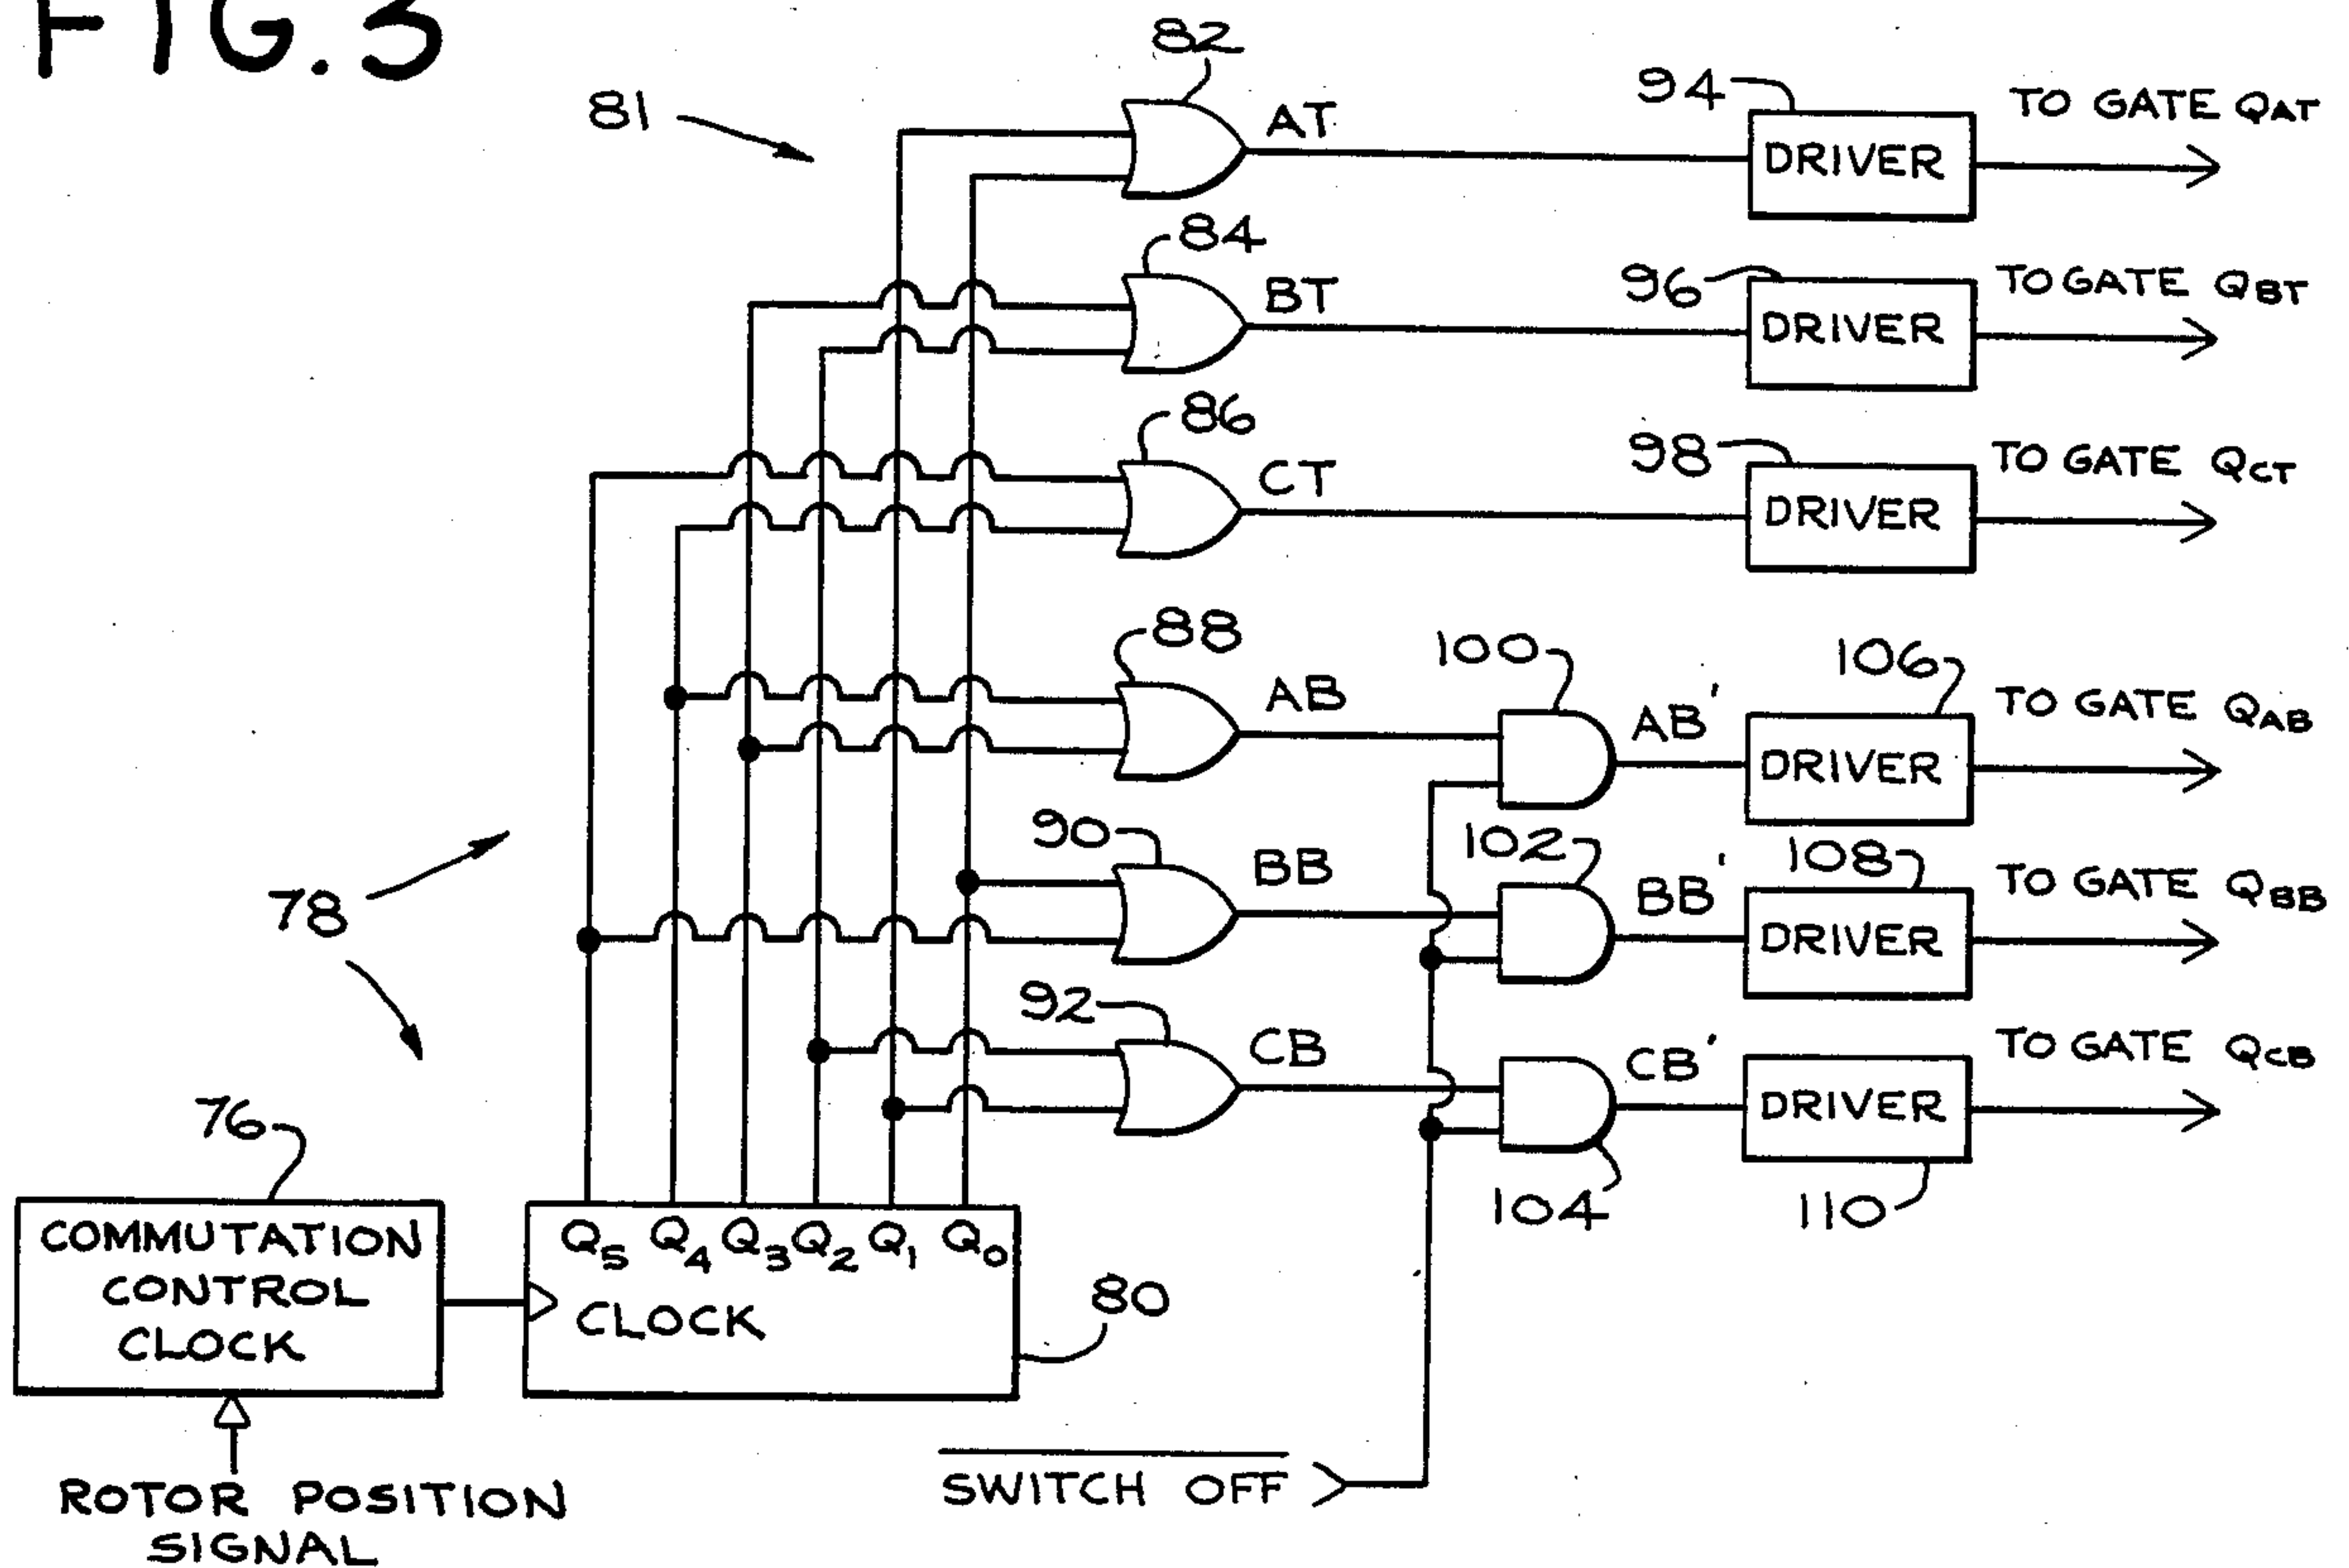 FIG. 3
82
81
AT
94
DRIVER
TO GATE QAT
84
BT
96
DRIVER
TO GATE QBT
86
CT
98
DRIVER
TO GATE QCT
88
AB
100
AB'
106
DRIVER
TO GATE QAB
90
BB
102
BB'
108
DRIVER
TO GATE QBB
78
92
CB
104
CB'
110
DRIVER
TO GATE QCB
76
COMMUTATION
CONTROL
CLOCK
Q5 Q4 Q3 Q2 Q1 Q0
CLOCK
80
ROTOR POSITION
SIGNAL
SWITCH OFF